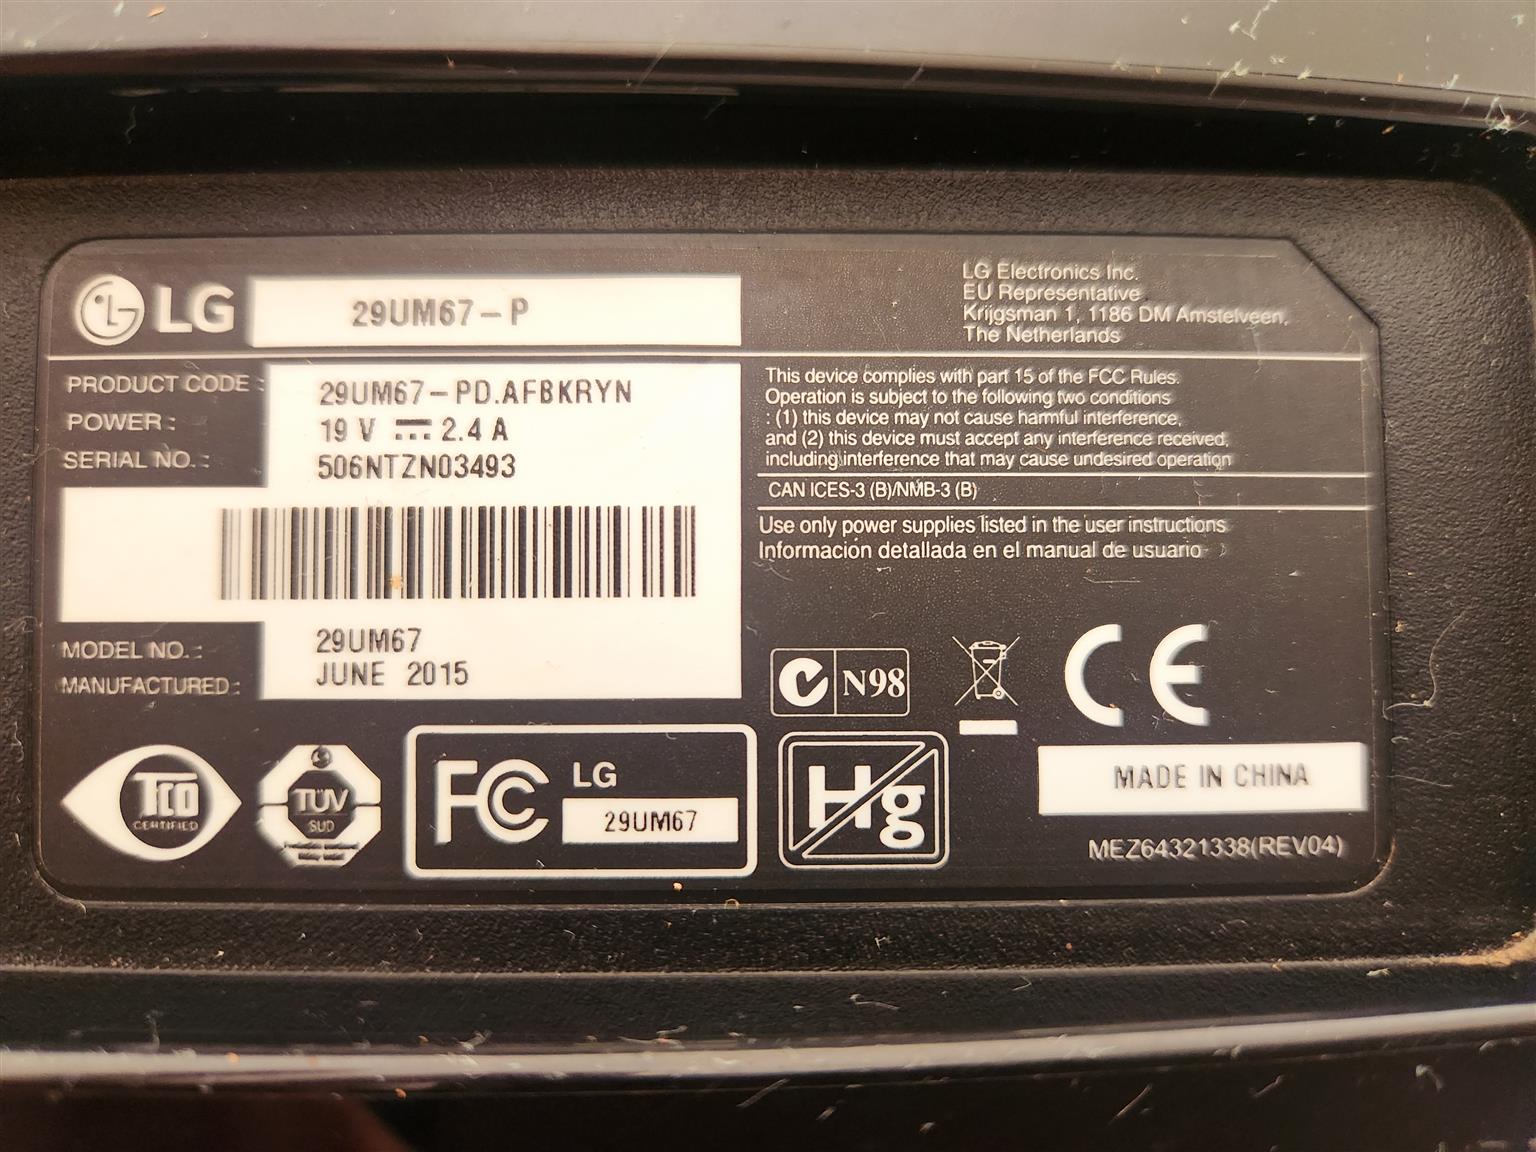 LG 29UM67-P
PRODUCT CODE : 29UM67-PD.AFBKRYN
POWER : 19 V ⎓ 2.4 A
SERIAL NO. : 506NTZN03493
MODEL NO. : 29UM67
MANUFACTURED : JUNE 2015
LG Electronics Inc.
EU Representative
Krijgsman 1, 1186 DM Amstelveen,
The Netherlands
This device complies with part 15 of the FCC Rules.
Operation is subject to the following two conditions
: (1) this device may not cause harmful interference,
and (2) this device must accept any interference received,
including interference that may cause undesired operation
CAN ICES-3 (B)/NMB-3 (B)
Use only power supplies listed in the user instructions
Información detallada en el manual de usuario
N98
CE
TCO
CERTIFIED
TÜV
SUD
FC LG
29UM67
Hg
MADE IN CHINA
MEZ64321338(REV04)